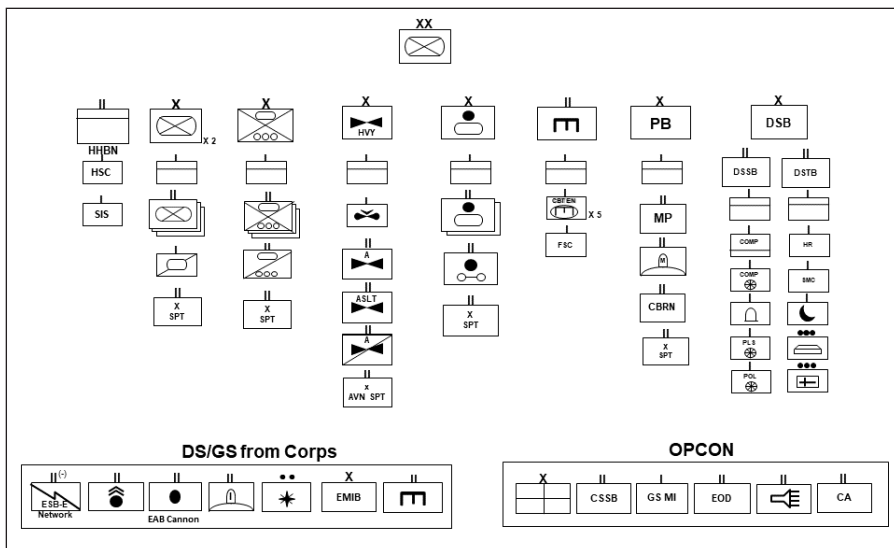 XX
II
X
X
X
X
II
X
X
HHBN
X 2
HVY
PB
DSB
I
I
I
I
I
I
I
II
II
HSC
DSSB
DSTB
I
II
II
I
II
I
II
I
I
SIS
CBT EN
X 5
MP
I
II
II
II
I
II
I
I
A
FSC
M
COMP
HR
II
II
II
II
II
I
I
X
SPT
X
SPT
ASLT
X
SPT
CBRN
COMP
SMC
II
II
I
I
A
X
SPT
II
I
X
AVN SPT
PLS
I
POL
DS/GS from Corps
OPCON
II(-)
II
II
II
X
II
X
II
I
II
II
II
ESB-E
I
EMIB
CSSB
GS MI
EOD
CA
Network
EAB Cannon